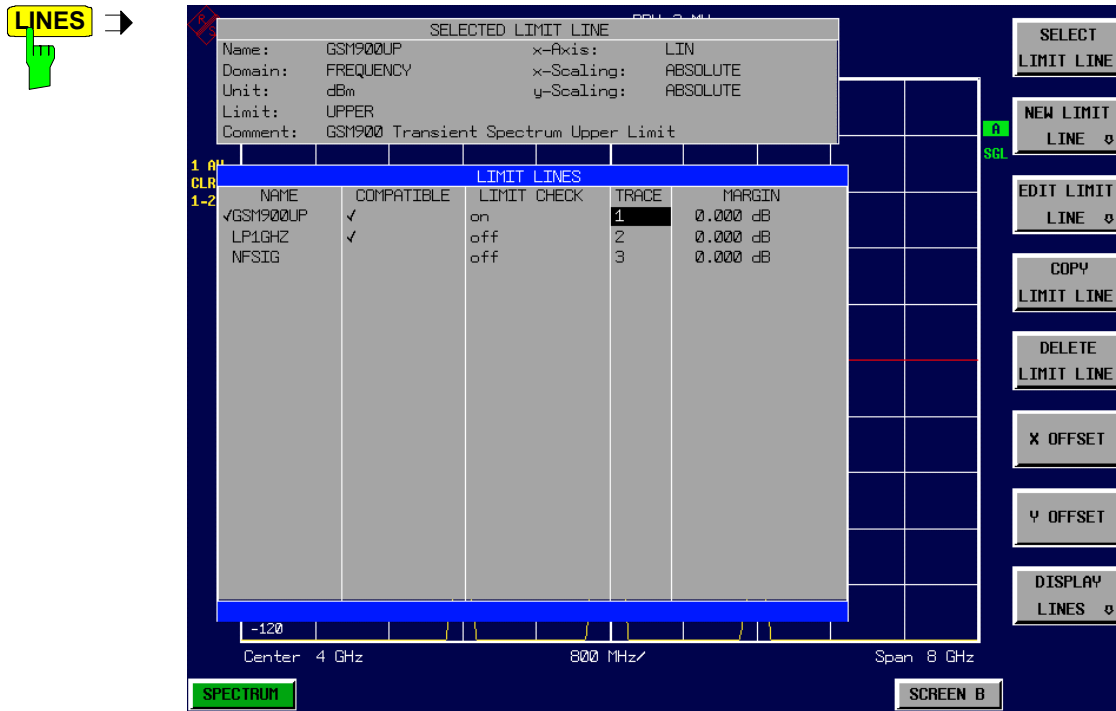 LINES
SELECTED LIMIT LINE
Name: GSM900UP x-Axis: LIN
Domain: FREQUENCY x-Scaling: ABSOLUTE
Unit: dBm y-Scaling: ABSOLUTE
Limit: UPPER
Comment: GSM900 Transient Spectrum Upper Limit
1 AV
CLR
1-2
A
SGL
LIMIT LINES
NAME COMPATIBLE LIMIT CHECK TRACE MARGIN
✓GSM900UP ✓ on 1 0.000 dB
LP1GHZ ✓ off 2 0.000 dB
NFSIG off 3 0.000 dB
-120
Center 4 GHz 800 MHz/ Span 8 GHz
SPECTRUM
SCREEN B
SELECT
LIMIT LINE
NEW LIMIT
LINE
EDIT LIMIT
LINE
COPY
LIMIT LINE
DELETE
LIMIT LINE
X OFFSET
Y OFFSET
DISPLAY
LINES